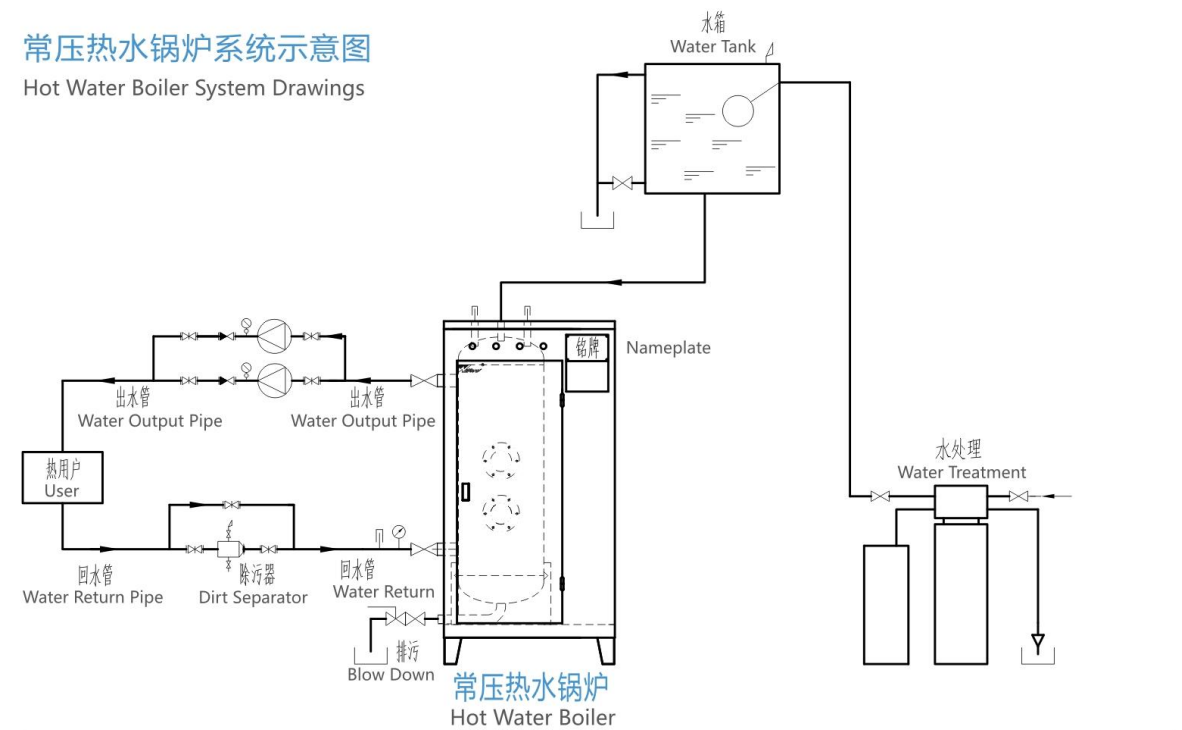 常压热水锅炉系统示意图
Hot Water Boiler System Drawings
水箱
Water Tank
铭牌
Nameplate
出水管
Water Output Pipe
出水管
Water Output Pipe
热用户
User
水处理
Water Treatment
回水管
Water Return Pipe
除污器
Dirt Separator
回水管
Water Return
排污
Blow Down
常压热水锅炉
Hot Water Boiler